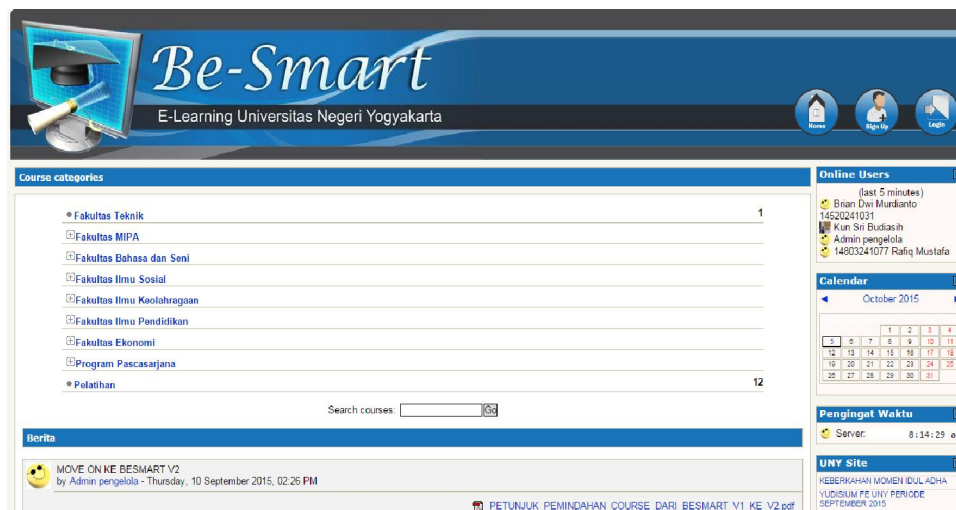 Be-Smart
E-Learning Universitas Negeri Yogyakarta
Home
Sign Up
Login
Course categories
Fakultas Teknik 1
Fakultas MIPA
Fakultas Bahasa dan Seni
Fakultas Ilmu Sosial
Fakultas Ilmu Keolahragaan
Fakultas Ilmu Pendidikan
Fakultas Ekonomi
Program Pascasarjana
Pelatihan 12
Search courses: Go
Berita
MOVE ON KE BESMART V2
by Admin pengelola - Thursday, 10 September 2015, 02:26 PM
PETUNJUK PEMINDAHAN COURSE DARI BESMART V1 KE V2.pdf
Online Users
(last 5 minutes)
Brian Dwi Murdianto
14520241031
Kun Sri Budiasih
Admin pengelola
14803241077 Rafiq Mustafa
Calendar
October 2015
1 2 3 4
5 6 7 8 9 10 11
12 13 14 15 16 17 18
19 20 21 22 23 24 25
26 27 28 29 30 31
Pengingat Waktu
Server: 8:14:29 a
UNY Site
KEBERKAHAN MOMEN IDUL ADHA
YUDISIUM FE UNY PERIODE
SEPTEMBER 2015